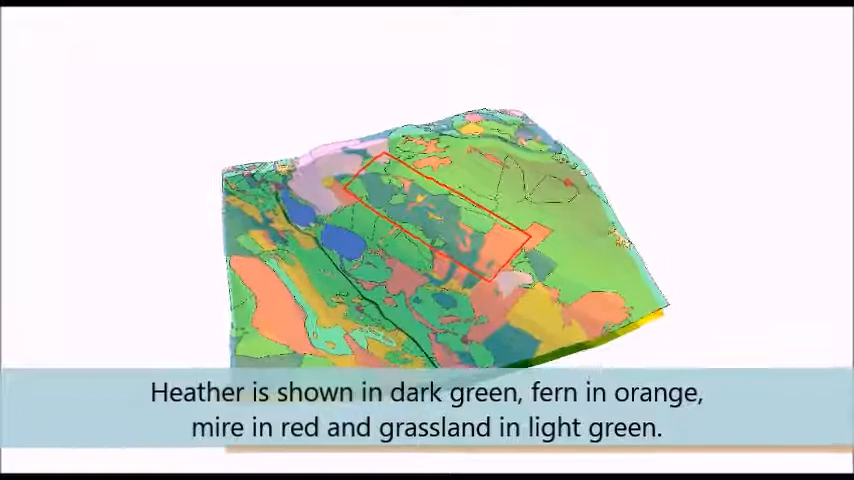 Heather is shown in dark green, fern in orange,
mire in red and grassland in light green.